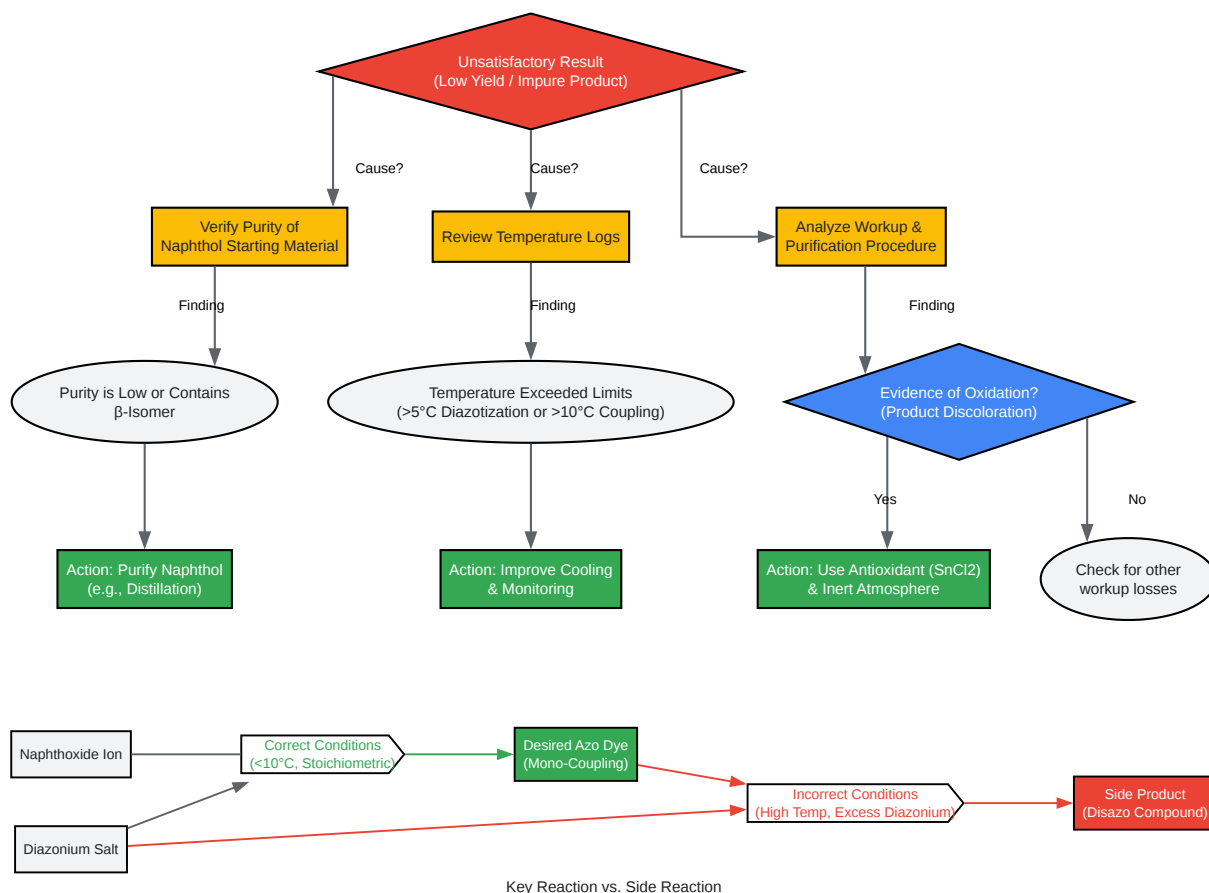 Unsatisfactory Result
(Low Yield / Impure Product)
Cause?
Cause?
Cause?
Verify Purity of
Naphthol Starting Material
Review Temperature Logs
Analyze Workup &
Purification Procedure
Finding
Finding
Finding
Purity is Low or Contains
β-Isomer
Temperature Exceeded Limits
(>5°C Diazotization or >10°C Coupling)
Evidence of Oxidation?
(Product Discoloration)
Yes
No
Action: Purify Naphthol
(e.g., Distillation)
Action: Improve Cooling
& Monitoring
Action: Use Antioxidant (SnCl2)
& Inert Atmosphere
Check for other
workup losses
Naphthoxide Ion
Correct Conditions
(<10°C, Stoichiometric)
Desired Azo Dye
(Mono-Coupling)
Incorrect Conditions
(High Temp, Excess Diazonium)
Side Product
(Disazo Compound)
Diazonium Salt
Key Reaction vs. Side Reaction